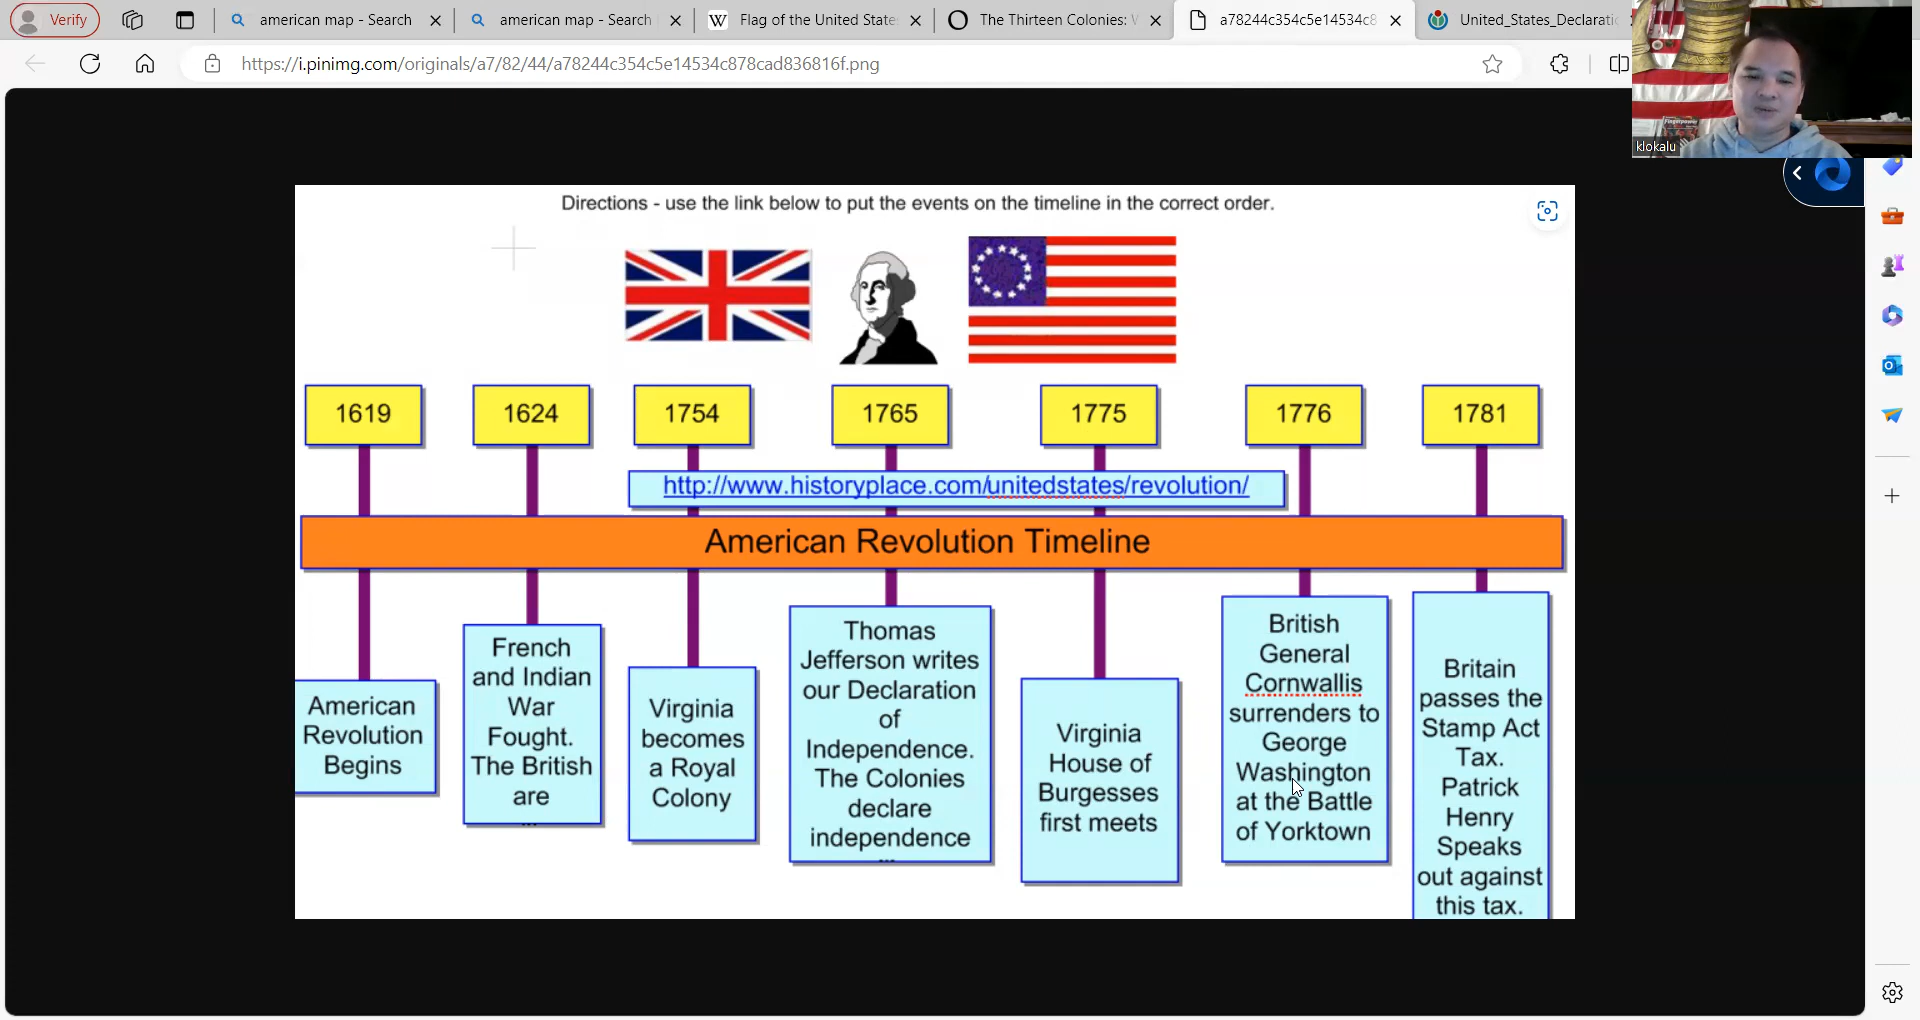 Verify
american map - Search
american map - Search
Flag of the United State
The Thirteen Colonies: W
a78244c354c5e14534c8
United_States_Declarati
https://i.pinimg.com/originals/a7/82/44/a78244c354c5e14534c878cad836816f.png
klokalu
Directions - use the link below to put the events on the timeline in the correct order.
1619
1624
1754
1765
1775
1776
1781
http://www.historyplace.com/unitedstates/revolution/
American Revolution Timeline
American
Revolution
Begins
French
and Indian
War
Fought.
The British
are
...
Virginia
becomes
a Royal
Colony
Thomas
Jefferson writes
our Declaration
of
Independence.
The Colonies
declare
independence
...
Virginia
House of
Burgesses
first meets
British
General
Cornwallis
surrenders to
George
Washington
at the Battle
of Yorktown
Britain
passes the
Stamp Act
Tax.
Patrick
Henry
Speaks
out against
this tax.